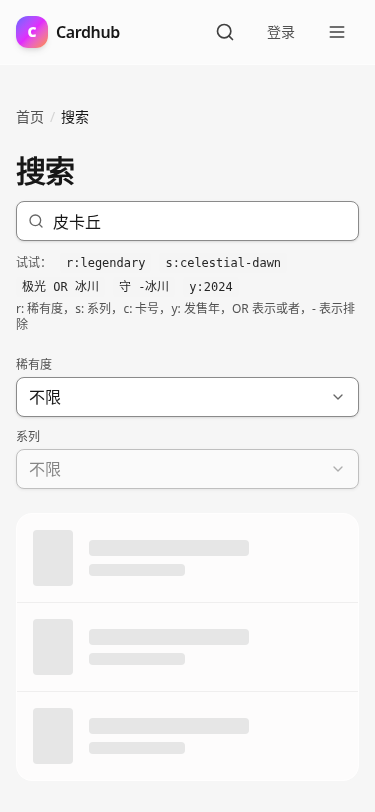 C Cardhub 登录
首页 / 搜索
搜索
皮卡丘
试试: r:legendary s:celestial-dawn
极光 OR 冰川 守 -冰川 y:2024
r: 稀有度，s: 系列，c: 卡号，y: 发售年，OR 表示或者，- 表示排
除
稀有度
不限
系列
不限